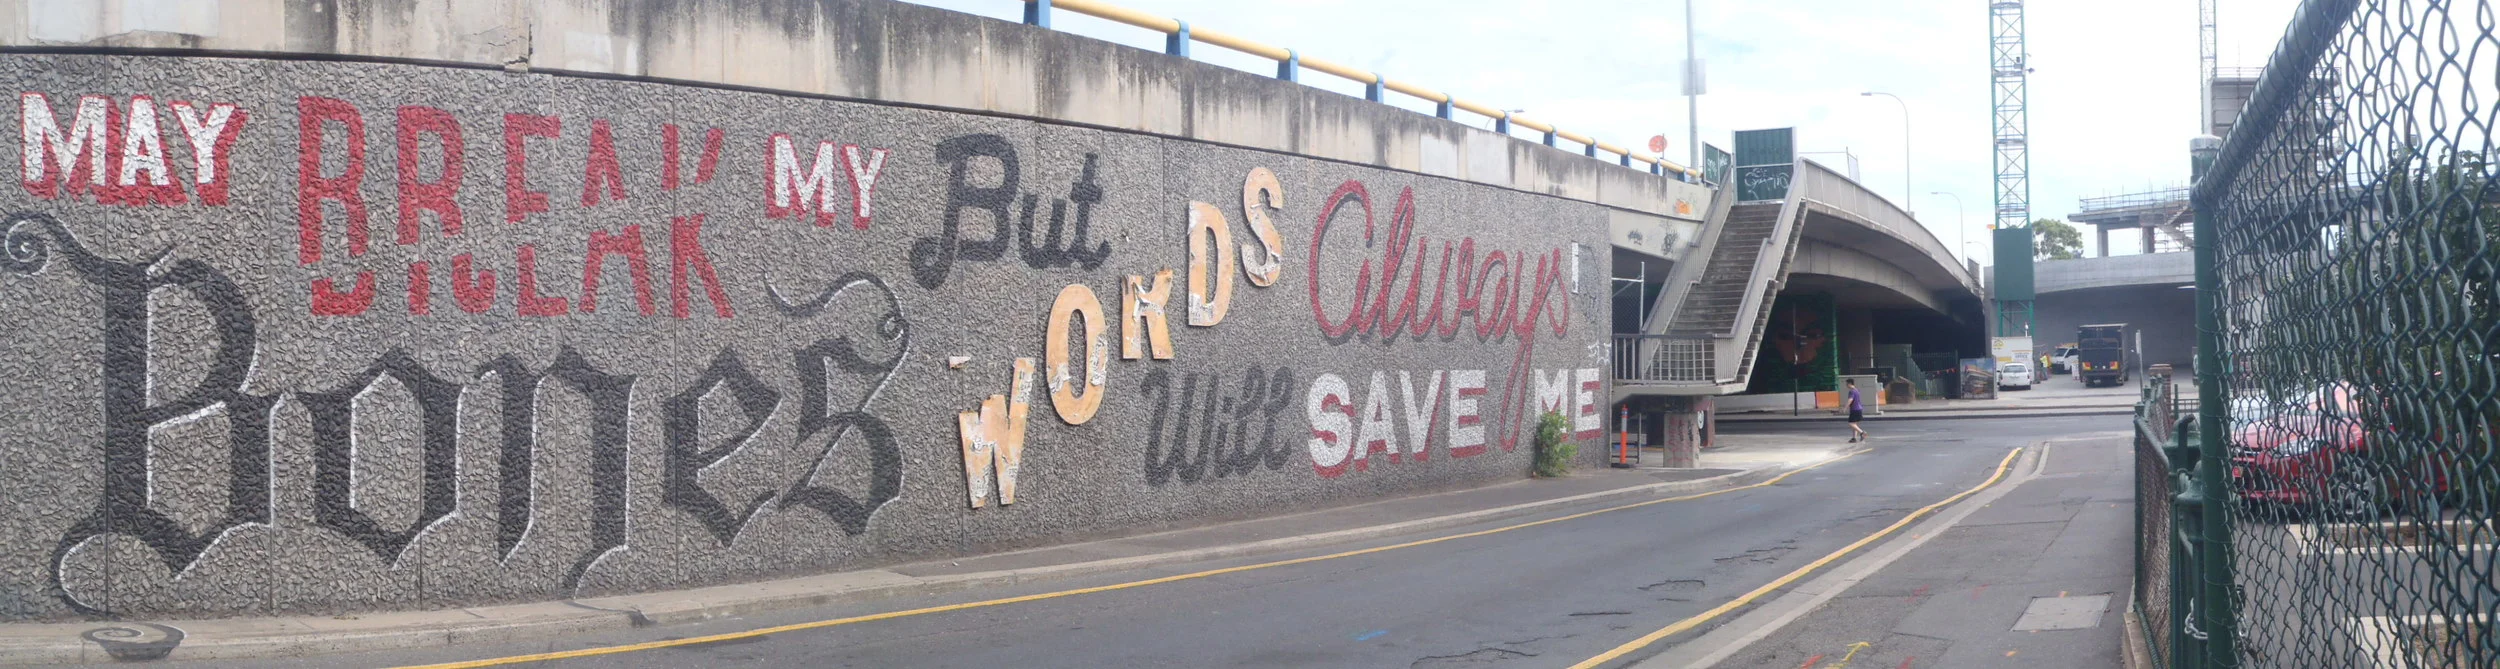 MAY BREAK MY
Bones
But
WORDS
Always
Will SAVE ME